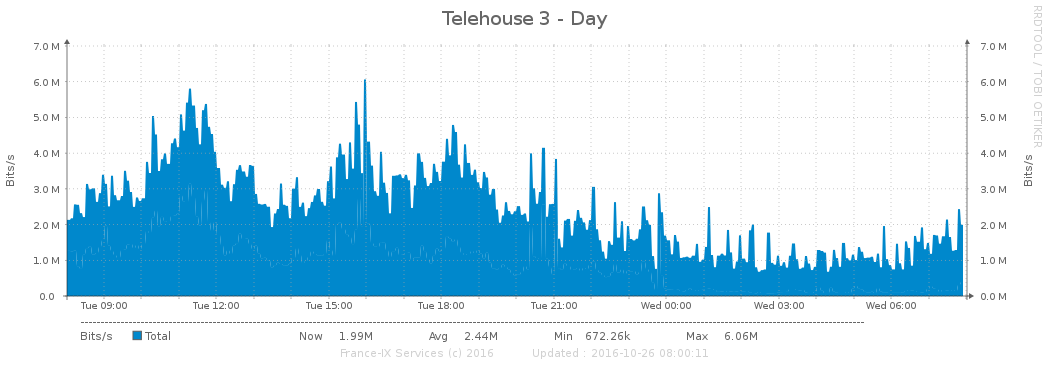 Telehouse 3 - Day
RRDTOOL / TOBI OETIKER
Bits/s
7.0 M 7.0 M
6.0 M 6.0 M
5.0 M 5.0 M
4.0 M 4.0 M
3.0 M 3.0 M
2.0 M 2.0 M
1.0 M 1.0 M
0.0 0.0 M
Bits/s
Tue 09:00 Tue 12:00 Tue 15:00 Tue 18:00 Tue 21:00 Wed 00:00 Wed 03:00 Wed 06:00
Bits/s Total Now 1.99M Avg 2.44M Min 672.26k Max 6.06M
France-IX Services (c) 2016 Updated : 2016-10-26 08:00:11